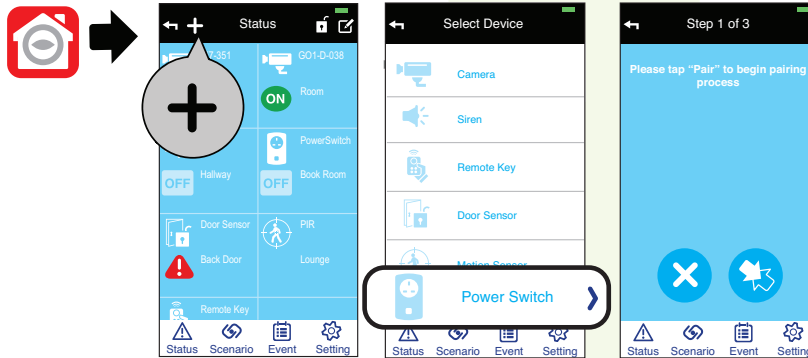 Status
7-351
GO1-D-038
ON
Room
PowerSwitch
OFF
Hallway
OFF
Book Room
Door Sensor
PIR
Back Door
Lounge
Remote Key
Status Scenario Event Setting
Select Device
Camera
Siren
Remote Key
Door Sensor
Motion Sensor
Power Switch
Status Scenario Event Setting
Step 1 of 3
Please tap “Pair” to begin pairing
process
Status Scenario Event Setting